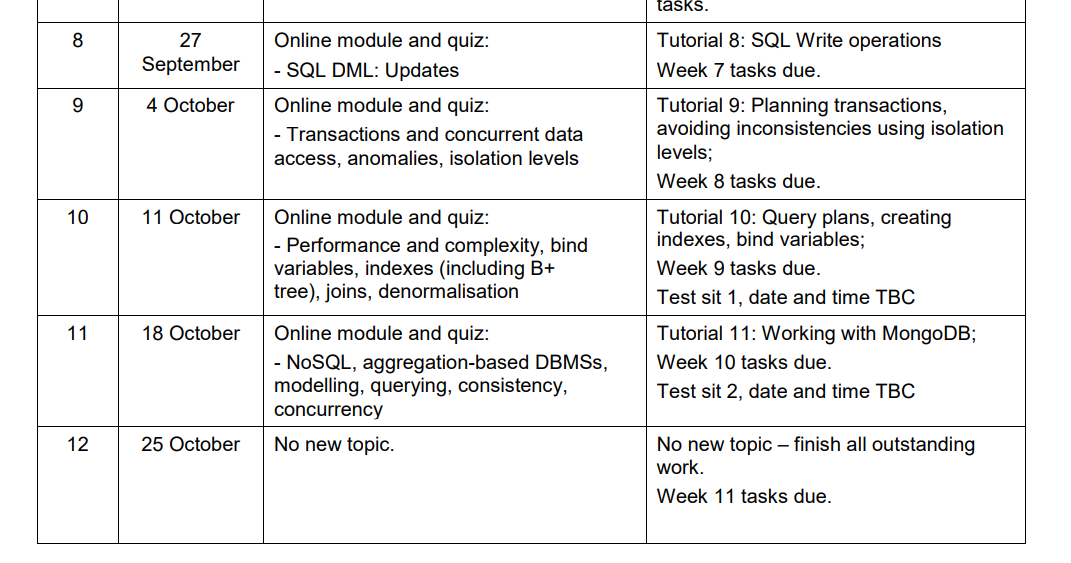 tasks.
8
27
September
Online module and quiz:
- SQL DML: Updates
Tutorial 8: SQL Write operations
Week 7 tasks due.
9
4 October
Online module and quiz:
- Transactions and concurrent data
access, anomalies, isolation levels
Tutorial 9: Planning transactions,
avoiding inconsistencies using isolation
levels;
Week 8 tasks due.
10
11 October
Online module and quiz:
- Performance and complexity, bind
variables, indexes (including B+
tree), joins, denormalisation
Tutorial 10: Query plans, creating
indexes, bind variables;
Week 9 tasks due.
Test sit 1, date and time TBC
11
18 October
Online module and quiz:
- NoSQL, aggregation-based DBMSs,
modelling, querying, consistency,
concurrency
Tutorial 11: Working with MongoDB;
Week 10 tasks due.
Test sit 2, date and time TBC
12
25 October
No new topic.
No new topic – finish all outstanding
work.
Week 11 tasks due.